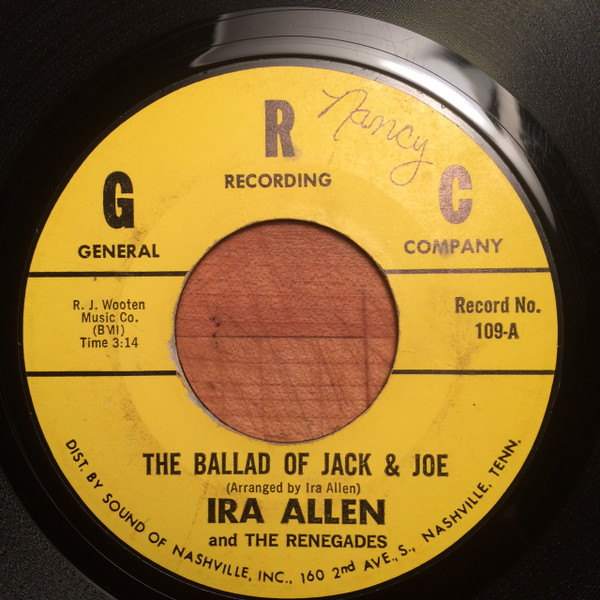 Nancy
G R C
GENERAL RECORDING COMPANY
R. J. Wooten
Music Co.
(BMI)
Time 3:14
Record No.
109-A
THE BALLAD OF JACK & JOE
(Arranged by Ira Allen)
IRA ALLEN
and THE RENEGADES
DIST. BY SOUND OF NASHVILLE, INC., 160 2nd AVE., S., NASHVILLE, TENN.